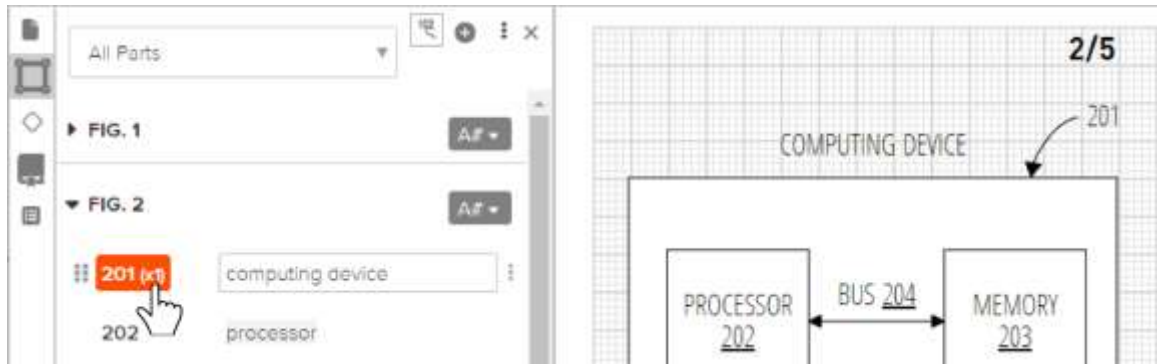 All Parts
FIG. 1
FIG. 2
201 (x1)
computing device
202
processor
2/5
201
COMPUTING DEVICE
PROCESSOR
202
BUS 204
MEMORY
203